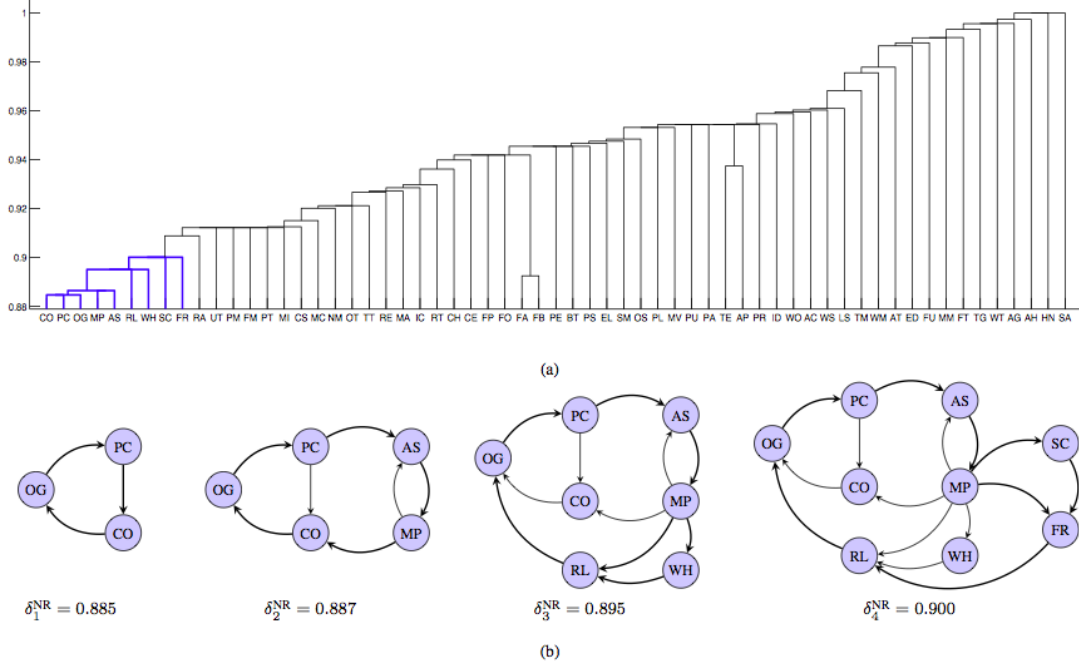 1
0.98
0.96
0.94
0.92
0.9
0.88
CO PC OG MP AS RL WH SC FR RA UT PM FM PT MI CS MC NM OT TT RE MA IC RT CH CE FP FO FA FB PE BT PS EL SM OS PL MV PU PA TE AP PR ID WO AC WS LS TM WM AT ED FU MM FT TG WT AG AH HN SA
(a)
PC
OG
CO
δ̃₁ᴺᴿ = 0.885
PC
AS
OG
CO
MP
δ̃₂ᴺᴿ = 0.887
PC
AS
OG
CO
MP
RL
WH
δ̃₃ᴺᴿ = 0.895
PC
AS
OG
SC
CO
MP
FR
RL
WH
δ̃₄ᴺᴿ = 0.900
(b)